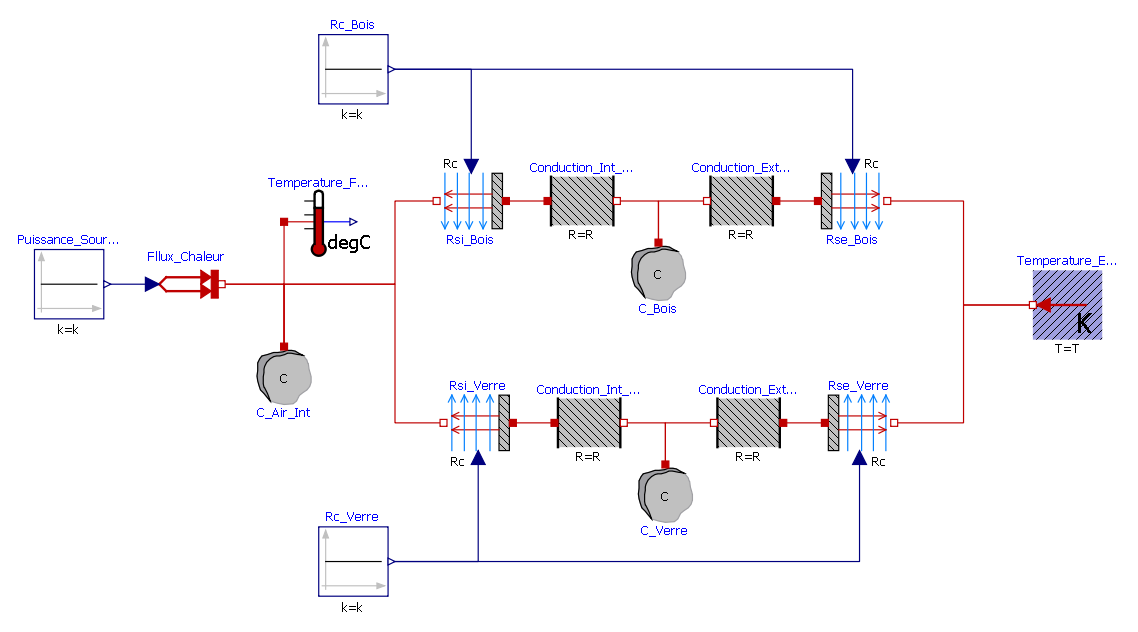 Rc_Bois
k=k
Rc
Conduction_Int_...
Conduction_Ext...
Rc
Temperature_F...
degC
R=R
R=R
Rsi_Bois
Rse_Bois
Puissance_Sour...
Fllux_Chaleur
k=k
C
C_Bois
Temperature_E...
K
T=T
C
C_Air_Int
Rsi_Verre
Conduction_Int_...
Conduction_Ext...
Rse_Verre
Rc
R=R
R=R
Rc
C
C_Verre
Rc_Verre
k=k